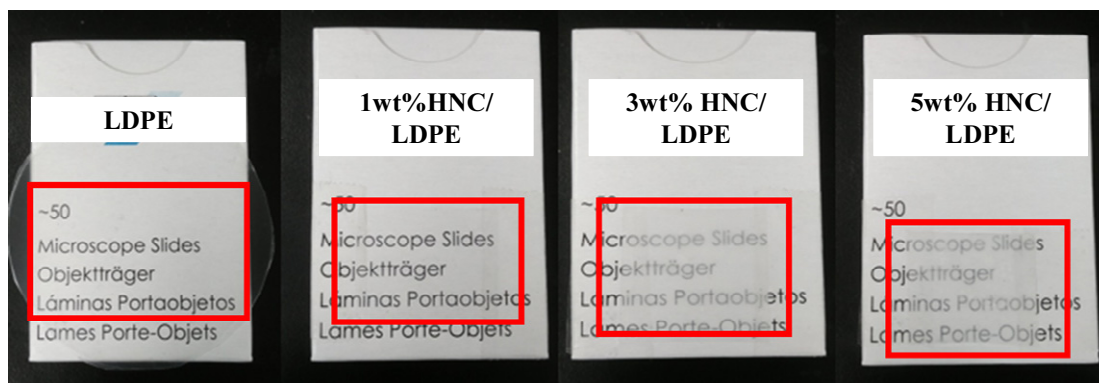 LDPE
~50
Microscope Slides
Objektträger
Láminas Portaobjetos
Lames Porte-Objets
1wt%HNC/
LDPE
~50
Microscope Slides
Objektträger
Láminas Portaobjetos
Lames Porte-Objets
3wt% HNC/
LDPE
~50
Microscope Slides
Objektträger
Láminas Portaobjetos
Lames Porte-Objets
5wt% HNC/
LDPE
~50
Microscope Slides
Objektträger
Láminas Portaobjetos
Lames Porte-Objets